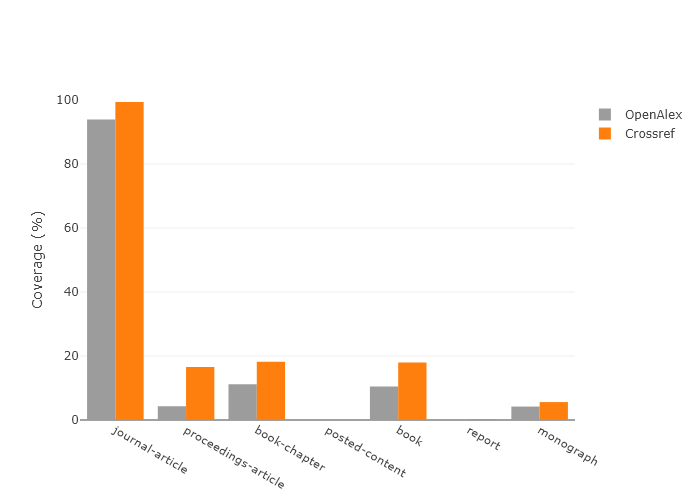 100
80
60
40
20
0
Coverage (%)
journal-article
proceedings-article
book-chapter
posted-content
book
report
monograph
OpenAlex
Crossref